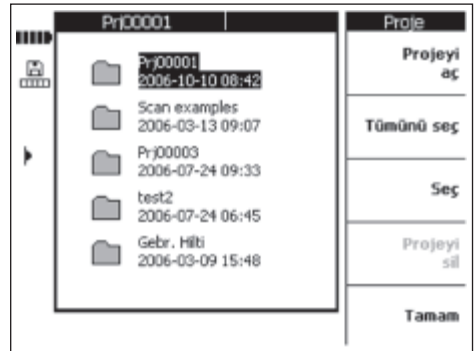 Prj00001
Prj00001
2006-10-10 08:42
Scan examples
2006-03-13 09:07
Prj00003
2006-07-24 09:33
test2
2006-07-24 06:45
Gebr. Hilti
2006-03-09 15:48
Proje
Projeyi
aç
Tümünü seç
Seç
Projeyi
sil
Tamam